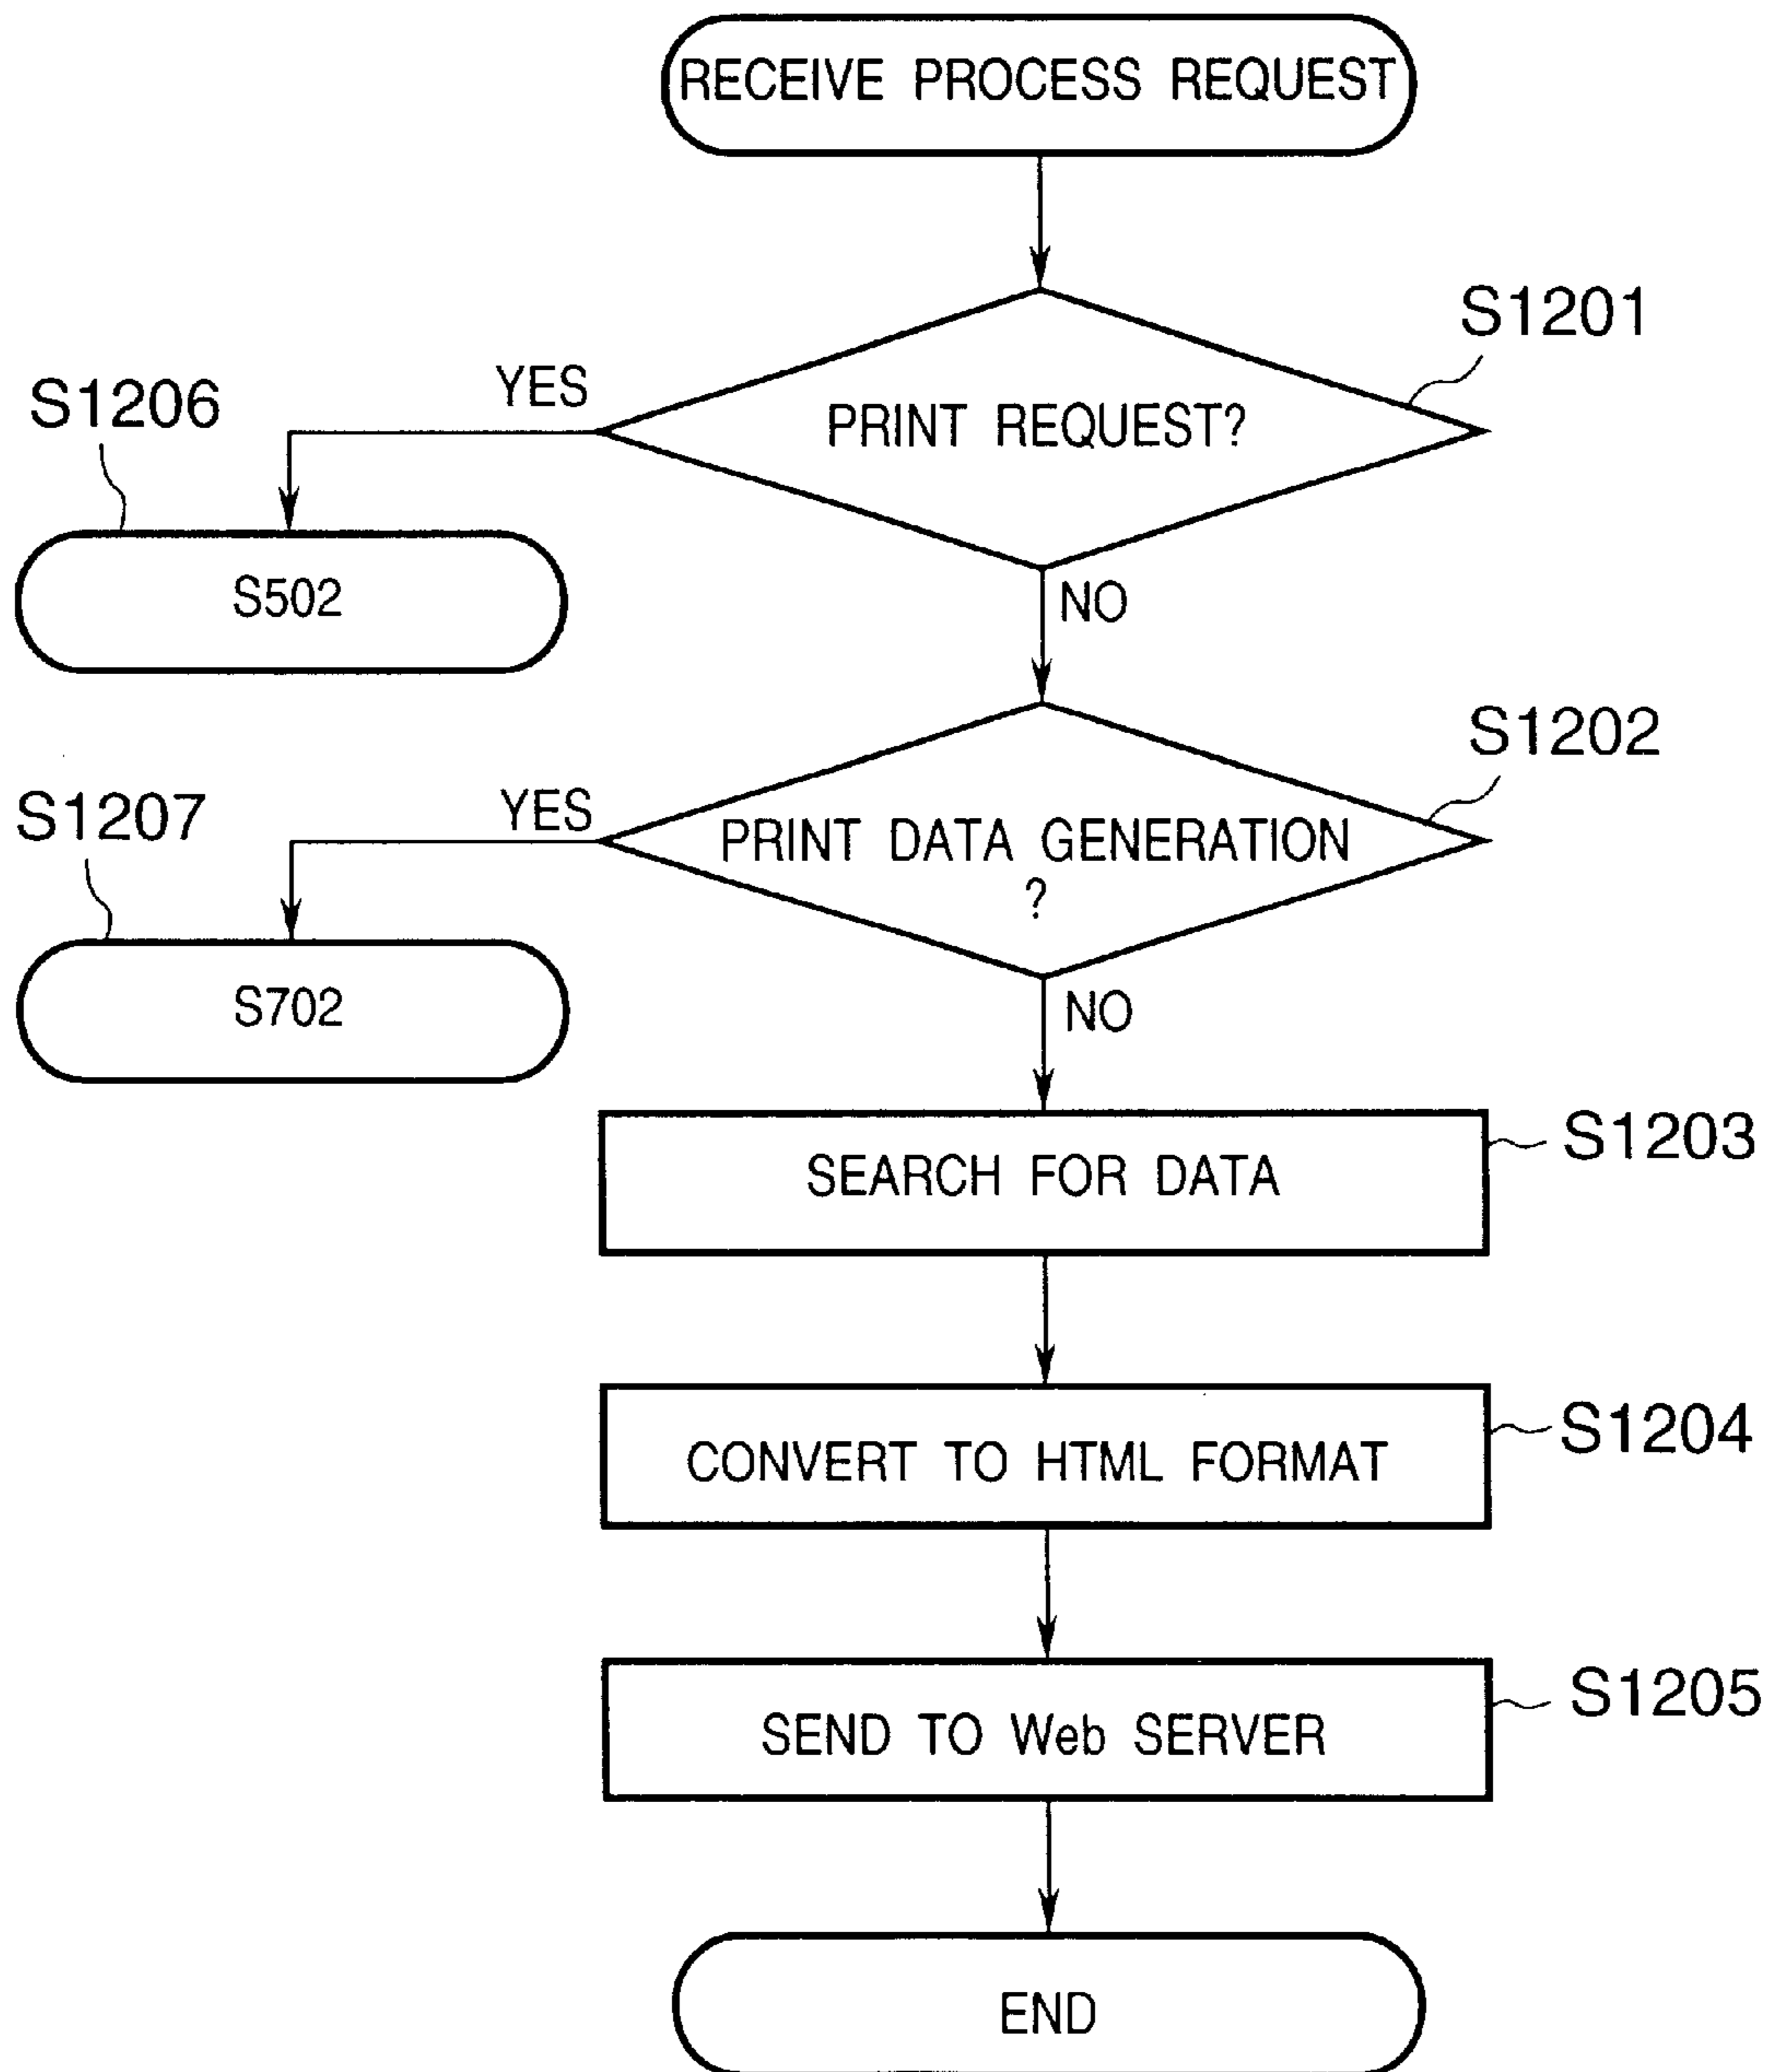 RECEIVE PROCESS REQUEST
S1201
YES
S1206
PRINT REQUEST?
S502
NO
S1202
YES
S1207
PRINT DATA GENERATION
?
S702
NO
S1203
SEARCH FOR DATA
S1204
CONVERT TO HTML FORMAT
S1205
SEND TO Web SERVER
END